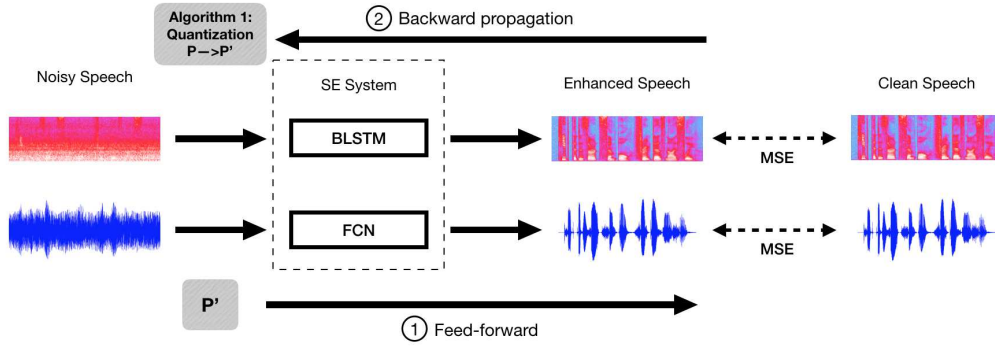 Algorithm 1:
Quantization
P—>P'
② Backward propagation
Noisy Speech
SE System
Enhanced Speech
Clean Speech
BLSTM
MSE
FCN
MSE
P'
① Feed-forward